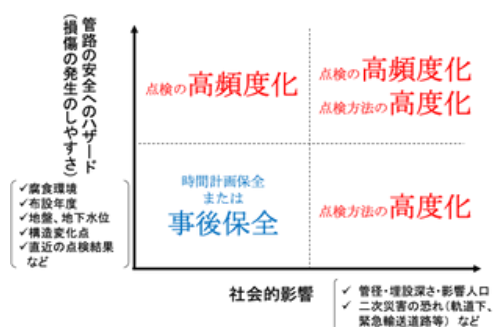 管路の安全へのハザード
(損傷の発生のしやすさ)
✓腐食環境
✓布設年度
✓地盤、地下水位
✓構造変化点
✓直近の点検結果
など
点検の高頻度化
点検の高頻度化
点検方法の高度化
時間計画保全
または
事後保全
点検方法の高度化
社会的影響
✓ 管径・埋設深さ・影響人口
✓ 二次災害の恐れ(軌道下、
緊急輸送道路等) など